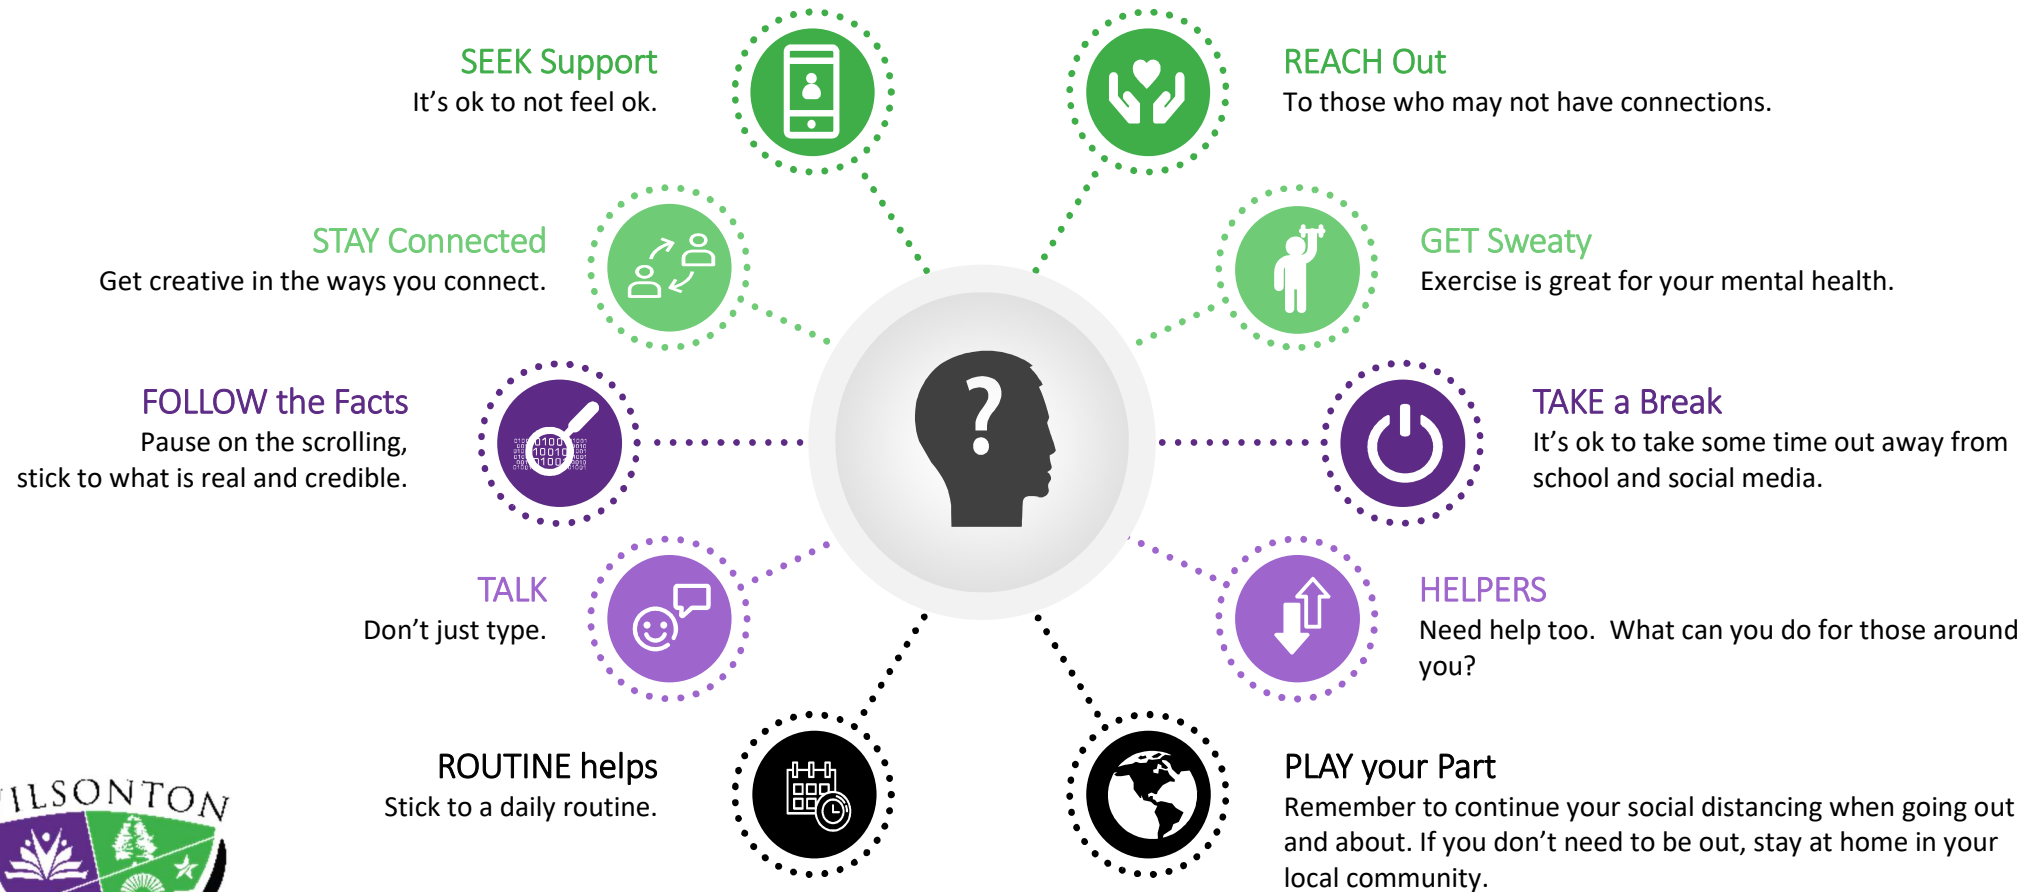 SEEK Support
It's ok to not feel ok.
REACH Out
To those who may not have connections.
STAY Connected
Get creative in the ways you connect.
GET Sweaty
Exercise is great for your mental health.
FOLLOW the Facts
Pause on the scrolling,
stick to what is real and credible.
TAKE a Break
It's ok to take some time out away from
school and social media.
?
TALK
Don't just type.
HELPERS
Need help too.  What can you do for those around
you?
ROUTINE helps
Stick to a daily routine.
PLAY your Part
Remember to continue your social distancing when going out
and about. If you don't need to be out, stay at home in your
local community.
ILSONTON